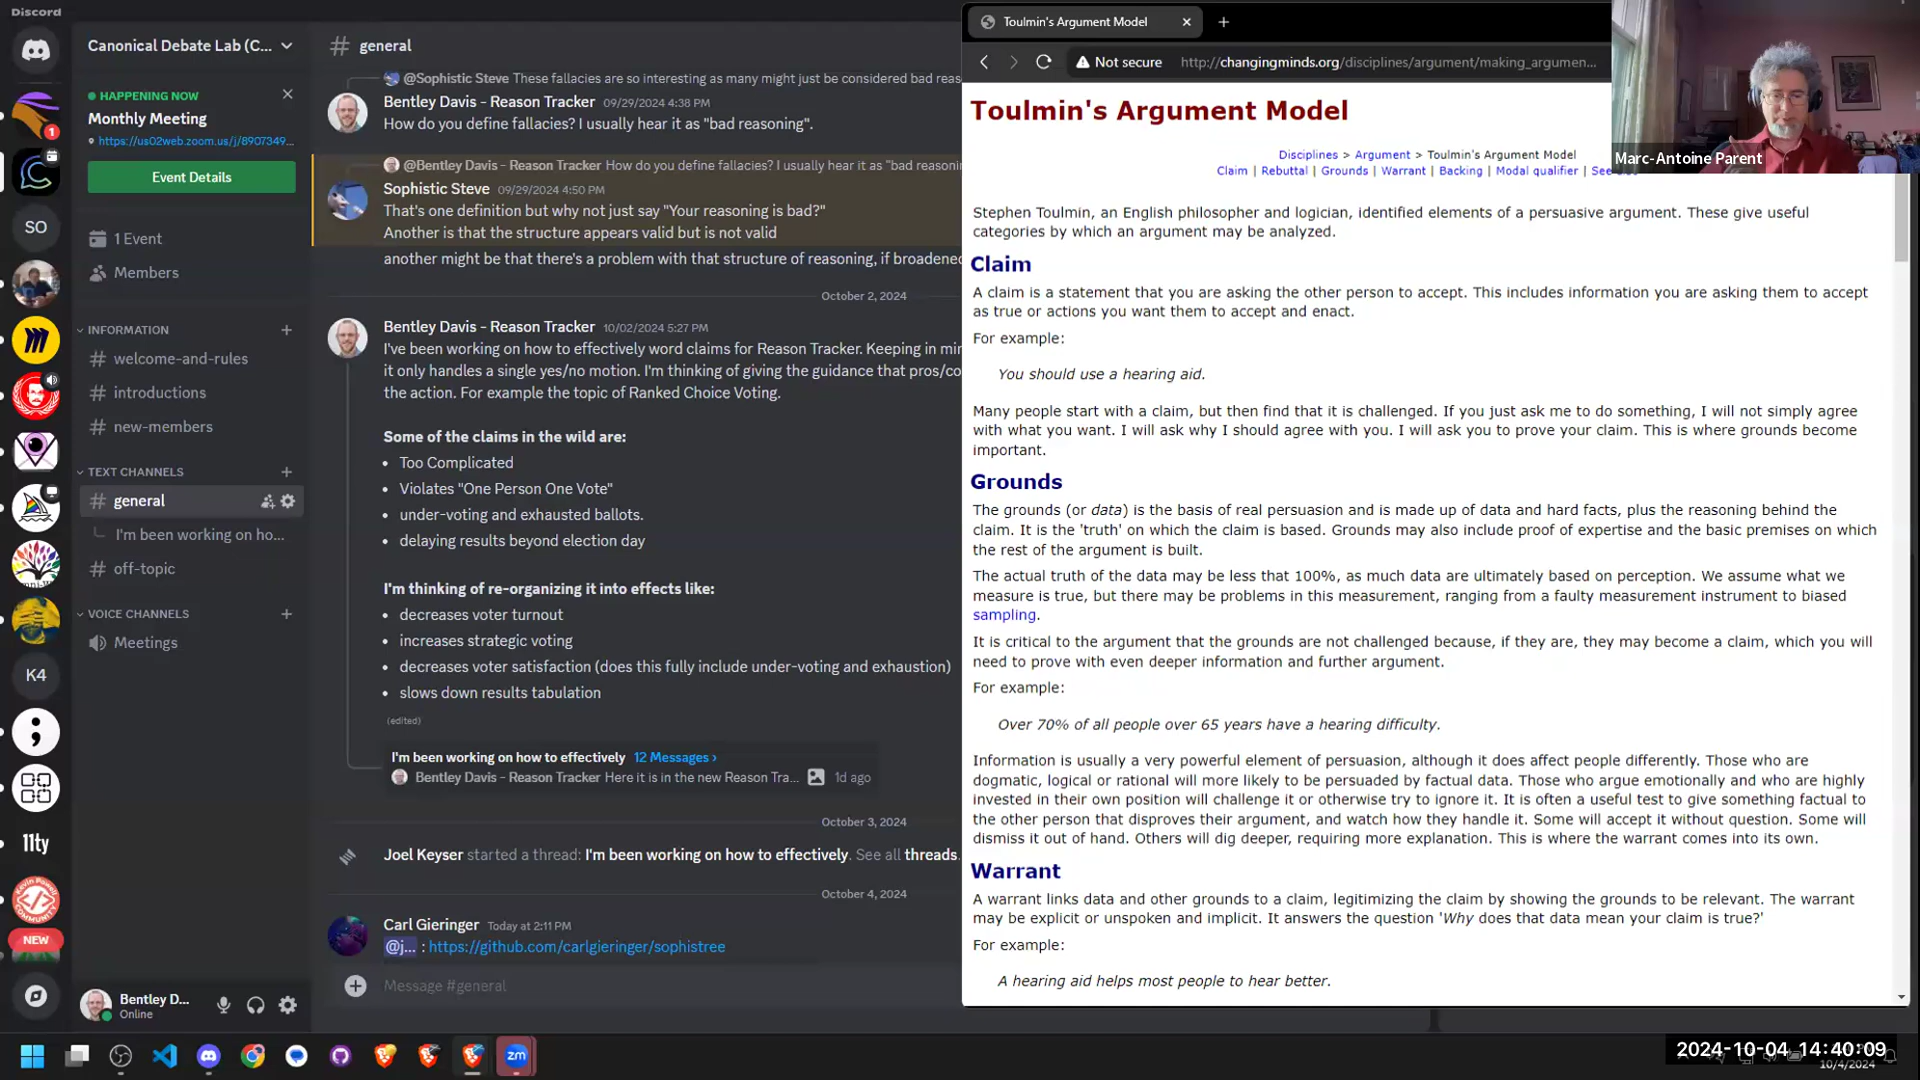 Discord
Canonical Debate Lab (C...
HAPPENING NOW
Monthly Meeting
https://us02web.zoom.us/j/8907349...
Event Details
SO
1 Event
Members
INFORMATION
welcome-and-rules
introductions
new-members
TEXT CHANNELS
general
I'm been working on ho...
off-topic
VOICE CHANNELS
Meetings
K4
11ty
NEW
Bentley D...
Online
general
@Sophistic Steve These fallacies are so interesting as many might just be considered bad reas
Bentley Davis - Reason Tracker 09/29/2024 4:38 PM
How do you define fallacies? I usually hear it as "bad reasoning".
@Bentley Davis - Reason Tracker How do you define fallacies? I usually hear it as "bad reasonin
Sophistic Steve 09/29/2024 4:50 PM
That's one definition but why not just say "Your reasoning is bad?"
Another is that the structure appears valid but is not valid
another might be that there's a problem with that structure of reasoning, if broadened
October 2, 2024
Bentley Davis - Reason Tracker 10/02/2024 5:27 PM
I've been working on how to effectively word claims for Reason Tracker. Keeping in min
it only handles a single yes/no motion. I'm thinking of giving the guidance that pros/co
the action. For example the topic of Ranked Choice Voting.
Some of the claims in the wild are:
• Too Complicated
• Violates "One Person One Vote"
• under-voting and exhausted ballots.
• delaying results beyond election day
I'm thinking of re-organizing it into effects like:
• decreases voter turnout
• increases strategic voting
• decreases voter satisfaction (does this fully include under-voting and exhaustion)
• slows down results tabulation
(edited)
I'm been working on how to effectively 12 Messages ›
Bentley Davis - Reason Tracker Here it is in the new Reason Tra... 1d ago
October 3, 2024
Joel Keyser started a thread: I'm been working on how to effectively. See all threads.
October 4, 2024
Carl Gieringer Today at 2:11 PM
@j... : https://github.com/carlgieringer/sophistree
Message #general
Toulmin's Argument Model
Not secure http://changingminds.org/disciplines/argument/making_argumen...
Marc-Antoine Parent
Toulmin's Argument Model
Disciplines > Argument > Toulmin's Argument Model
Claim | Rebuttal | Grounds | Warrant | Backing | Modal qualifier | See
Stephen Toulmin, an English philosopher and logician, identified elements of a persuasive argument. These give useful
categories by which an argument may be analyzed.
Claim
A claim is a statement that you are asking the other person to accept. This includes information you are asking them to accept
as true or actions you want them to accept and enact.
For example:
You should use a hearing aid.
Many people start with a claim, but then find that it is challenged. If you just ask me to do something, I will not simply agree
with what you want. I will ask why I should agree with you. I will ask you to prove your claim. This is where grounds become
important.
Grounds
The grounds (or data) is the basis of real persuasion and is made up of data and hard facts, plus the reasoning behind the
claim. It is the 'truth' on which the claim is based. Grounds may also include proof of expertise and the basic premises on which
the rest of the argument is built.
The actual truth of the data may be less that 100%, as much data are ultimately based on perception. We assume what we
measure is true, but there may be problems in this measurement, ranging from a faulty measurement instrument to biased
sampling.
It is critical to the argument that the grounds are not challenged because, if they are, they may become a claim, which you will
need to prove with even deeper information and further argument.
For example:
Over 70% of all people over 65 years have a hearing difficulty.
Information is usually a very powerful element of persuasion, although it does affect people differently. Those who are
dogmatic, logical or rational will more likely to be persuaded by factual data. Those who argue emotionally and who are highly
invested in their own position will challenge it or otherwise try to ignore it. It is often a useful test to give something factual to
the other person that disproves their argument, and watch how they handle it. Some will accept it without question. Some will
dismiss it out of hand. Others will dig deeper, requiring more explanation. This is where the warrant comes into its own.
Warrant
A warrant links data and other grounds to a claim, legitimizing the claim by showing the grounds to be relevant. The warrant
may be explicit or unspoken and implicit. It answers the question 'Why does that data mean your claim is true?'
For example:
A hearing aid helps most people to hear better.
zm
2024-10-04 14:40:09
10/4/2024